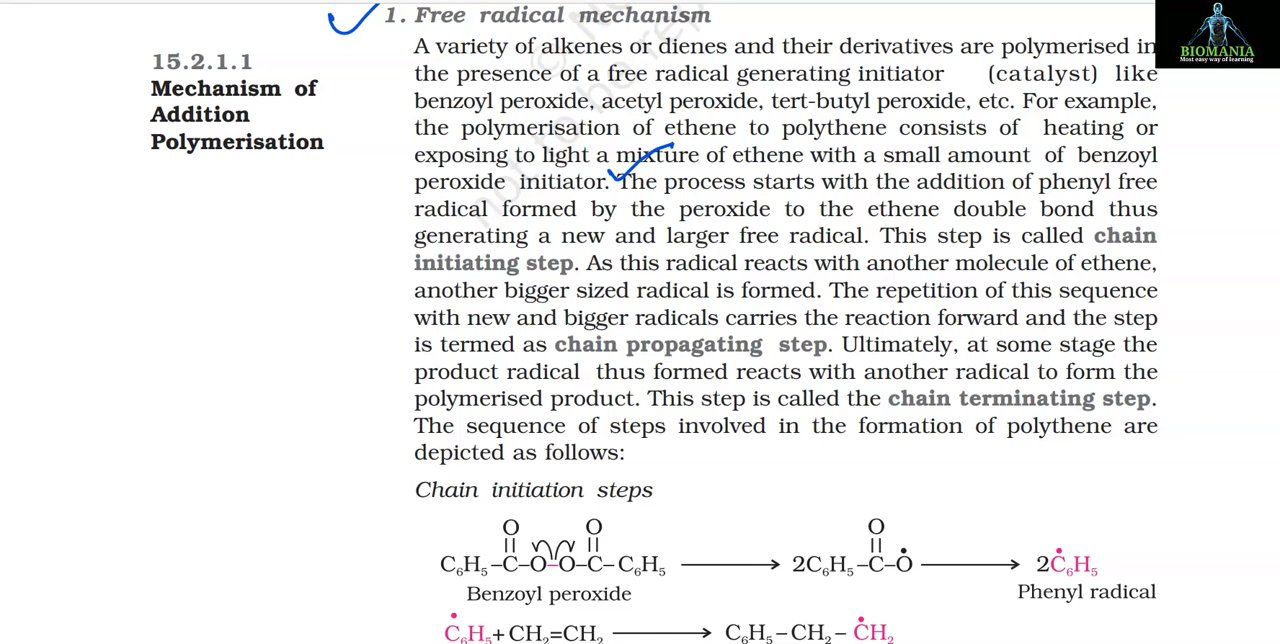 1. Free radical mechanism
BIOMANIA
Most easy way of learning
15.2.1.1
Mechanism of
Addition
Polymerisation
A variety of alkenes or dienes and their derivatives are polymerised in
the presence of a free radical generating initiator (catalyst) like
benzoyl peroxide, acetyl peroxide, tert-butyl peroxide, etc. For example,
the polymerisation of ethene to polythene consists of heating or
exposing to light a mixture of ethene with a small amount of benzoyl
peroxide initiator. The process starts with the addition of phenyl free
radical formed by the peroxide to the ethene double bond thus
generating a new and larger free radical. This step is called chain
initiating step. As this radical reacts with another molecule of ethene,
another bigger sized radical is formed. The repetition of this sequence
with new and bigger radicals carries the reaction forward and the step
is termed as chain propagating step. Ultimately, at some stage the
product radical thus formed reacts with another radical to form the
polymerised product. This step is called the chain terminating step.
The sequence of steps involved in the formation of polythene are
depicted as follows:
Chain initiation steps
O O O
C₆H₅–C–O–O–C–C₆H₅ ⟶ 2C₆H₅–C–Ȯ ⟶ 2Ċ₆H₅
Benzoyl peroxide Phenyl radical
Ċ₆H₅+CH₂=CH₂ ⟶ C₆H₅–CH₂–ĊH₂